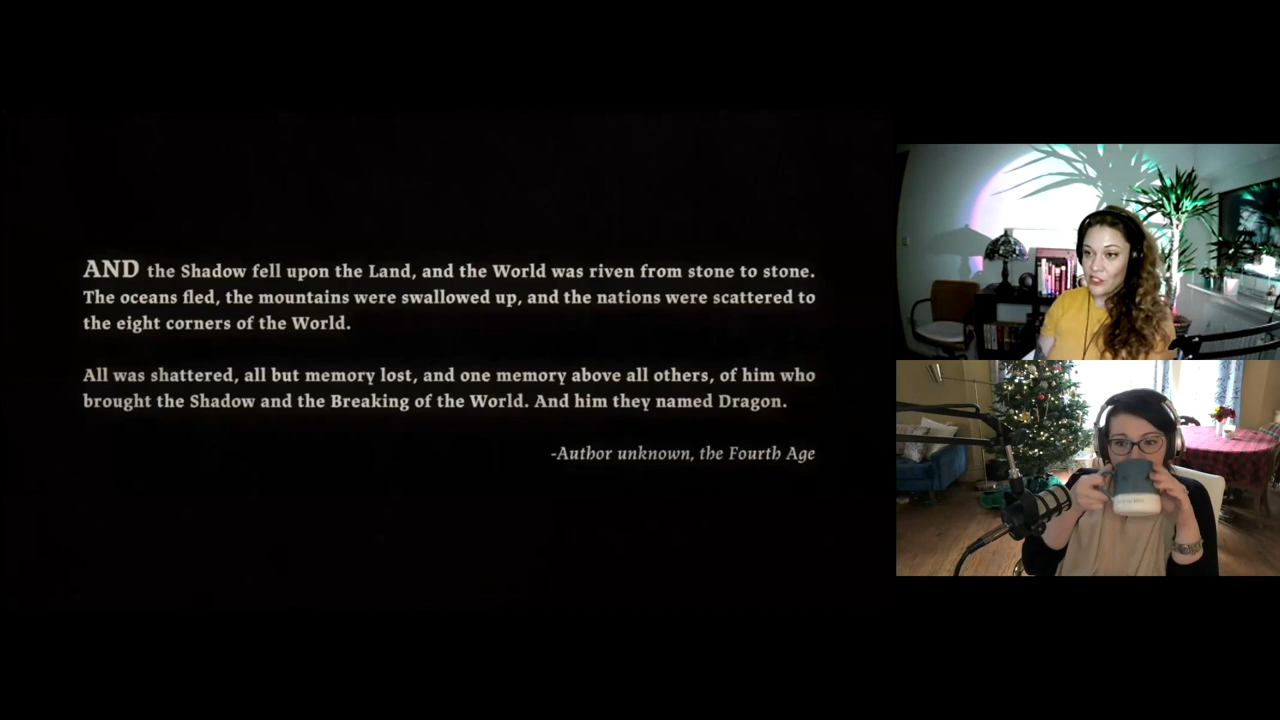 AND the Shadow fell upon the Land, and the World was riven from stone to stone.
The oceans fled, the mountains were swallowed up, and the nations were scattered to
the eight corners of the World.
All was shattered, all but memory lost, and one memory above all others, of him who
brought the Shadow and the Breaking of the World. And him they named Dragon.
-Author unknown, the Fourth Age